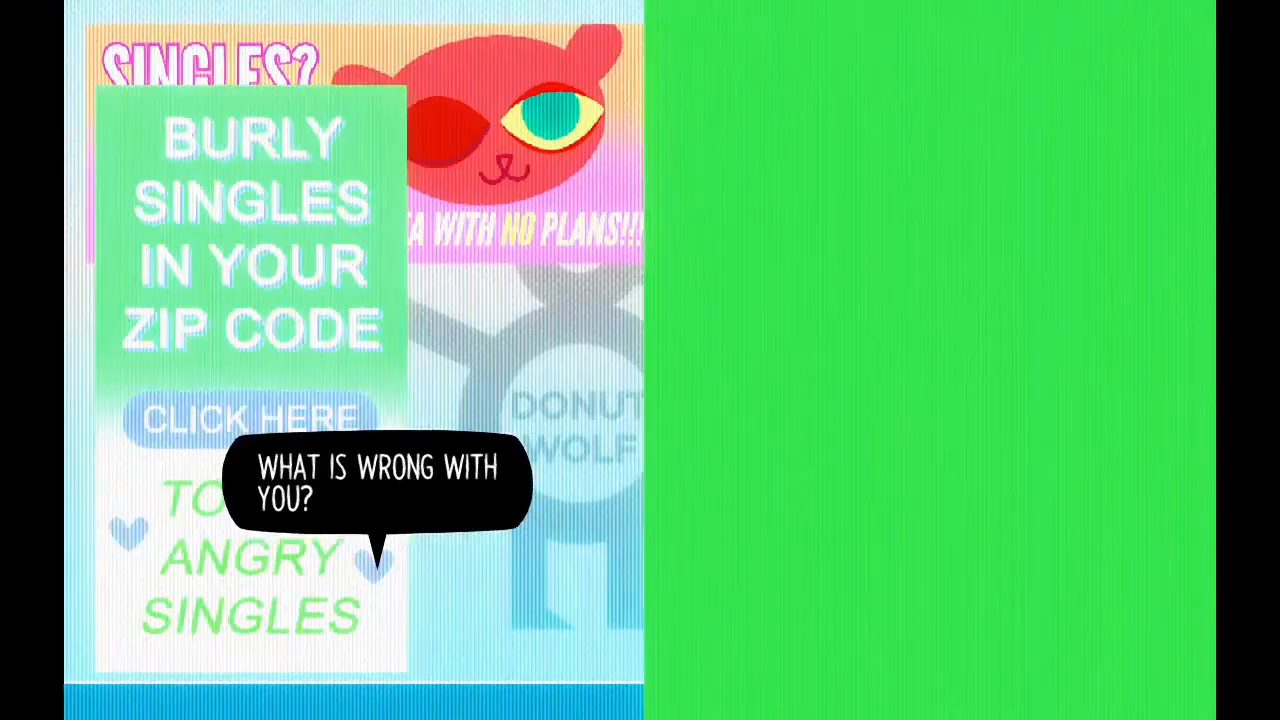 SINGLES?
BURLY
SINGLES
IN YOUR
ZIP CODE
WITH NO PLANS!!!
CLICK HERE
DONUT
WOLF
WHAT IS WRONG WITH
YOU?
ANGRY
SINGLES